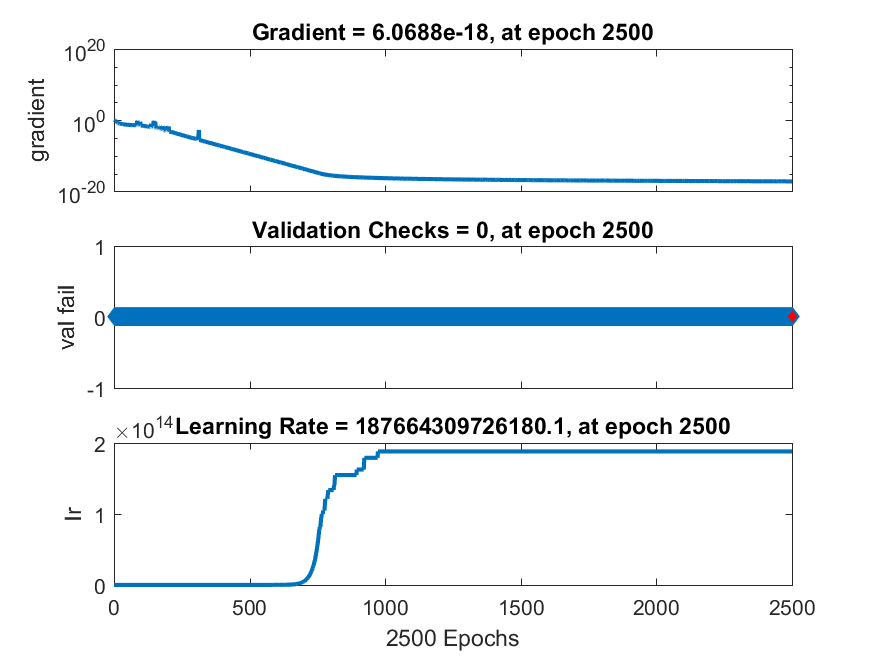 Gradient = 6.0688e-18, at epoch 2500
10^20
10^0
10^-20
gradient
Validation Checks = 0, at epoch 2500
1
0
-1
val fail
×10^14 Learning Rate = 187664309726180.1, at epoch 2500
2
1
0
lr
0 500 1000 1500 2000 2500
2500 Epochs